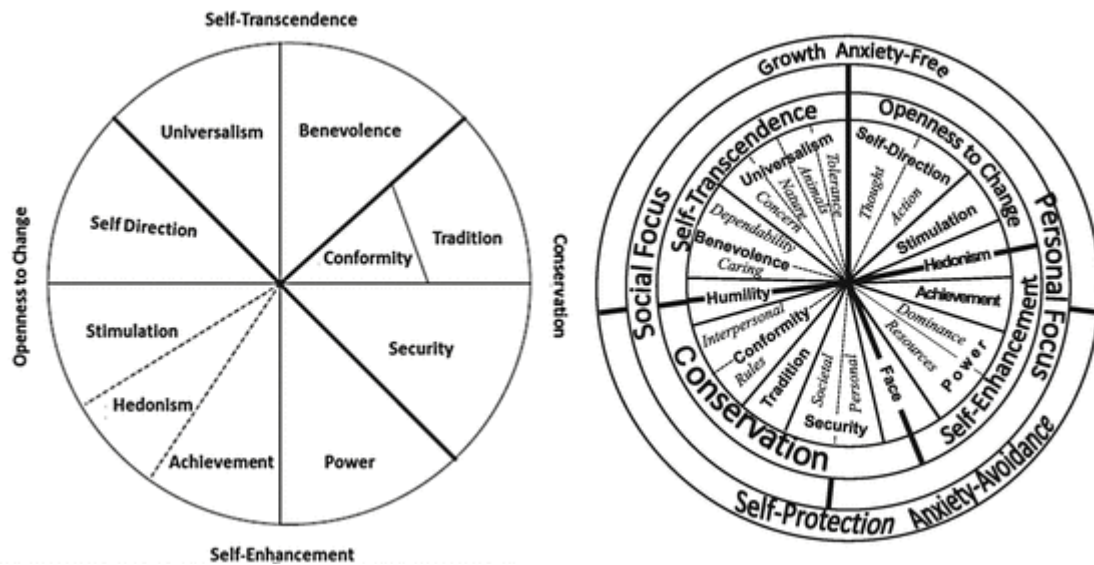 Self-Transcendence
Universalism
Benevolence
Self Direction
Conformity
Tradition
Openness to Change
Conservation
Stimulation
Security
Hedonism
Achievement
Power
Self-Enhancement
Growth Anxiety-Free
Self-Transcendence
Openness to Change
Social Focus
Personal Focus
Universalism
Tolerance
Animals
Nature
Concern
Self-Direction
Thought
Action
Dependability
Benevolence
Caring
Stimulation
Hedonism
Humility
Achievement
Interpersonal
Conformity
Rules
Dominance
Resources
Power
Tradition
Societal
Personal
Security
Face
Conservation
Self-Enhancement
Self-Protection Anxiety-Avoidance